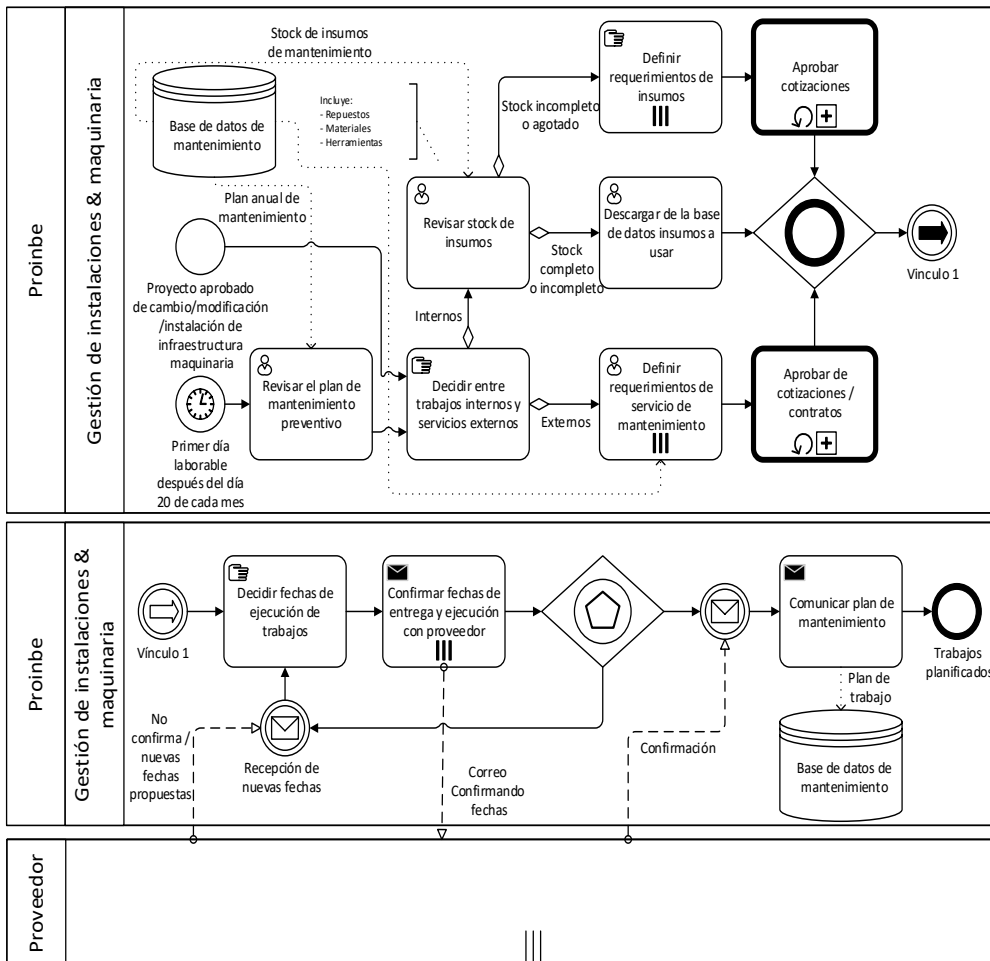 Proinbe
Gestión de instalaciones & maquinaria
Stock de insumos
de mantenimiento
Base de datos de
mantenimiento
Incluye:
- Repuestos
- Materiales
- Herramientas
Stock incompleto
o agotado
Definir
requerimientos de
insumos
Aprobar
cotizaciones
Plan anual de
mantenimiento
Revisar stock de
insumos
Stock
completo
o incompleto
Descargar de la base
de datos insumos a
usar
Vinculo 1
Proyecto aprobado
de cambio/modificación
/instalación de
infraestructura
maquinaria
Internos
Revisar el plan de
mantenimiento
preventivo
Decidir entre
trabajos internos y
servicios externos
Externos
Definir
requerimientos de
servicio de
mantenimiento
Aprobar de
cotizaciones /
contratos
Primer día
laborable
después del día
20 de cada mes
Proinbe
Gestión de instalaciones &
maquinaria
Vínculo 1
Decidir fechas de
ejecución de
trabajos
Confirmar fechas de
entrega y ejecución
con proveedor
Comunicar plan de
mantenimiento
Trabajos
planificados
Plan de
trabajo
No
confirma /
nuevas
fechas
propuestas
Recepción de
nuevas fechas
Correo
Confirmando
fechas
Confirmación
Base de datos de
mantenimiento
Proveedor